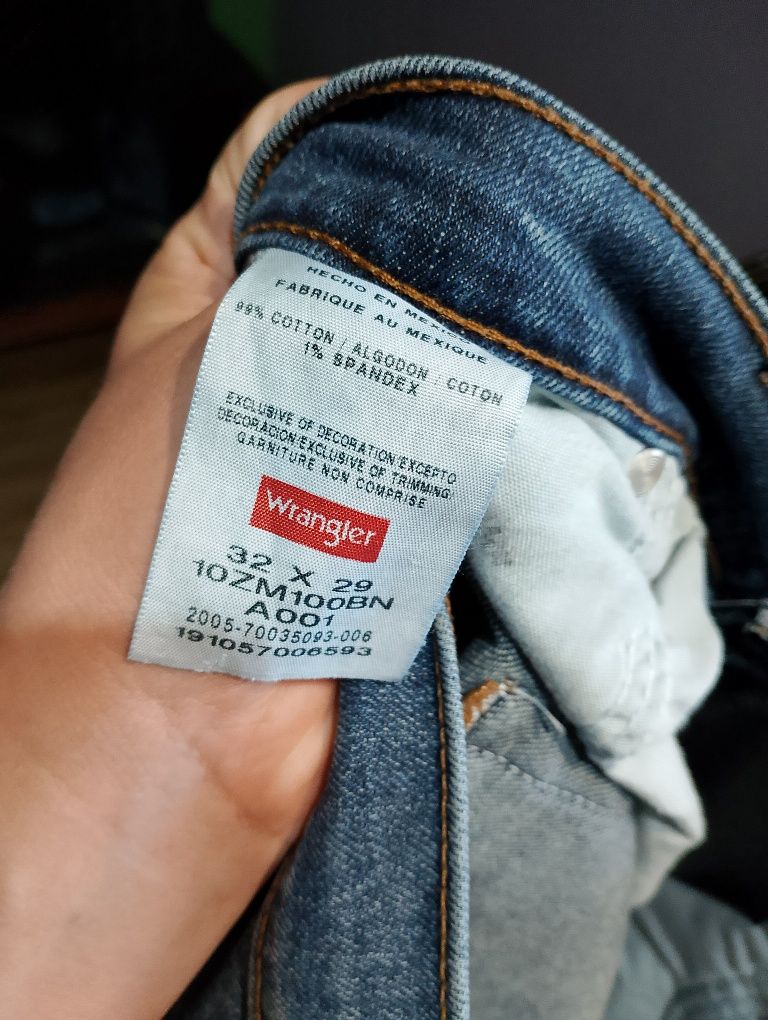 HECHO EN MEXICO
FABRIQUE AU MEXIQUE
99% COTTON / ALGODON / COTON
1% SPANDEX
EXCLUSIVE OF DECORATION/EXCEPTO
DECORACION/EXCLUSIVE OF TRIMMING/
GARNITURE NON COMPRISE
Wrangler
32 X 29
10ZM100BN
A001
2005-70035093-006
191057006593